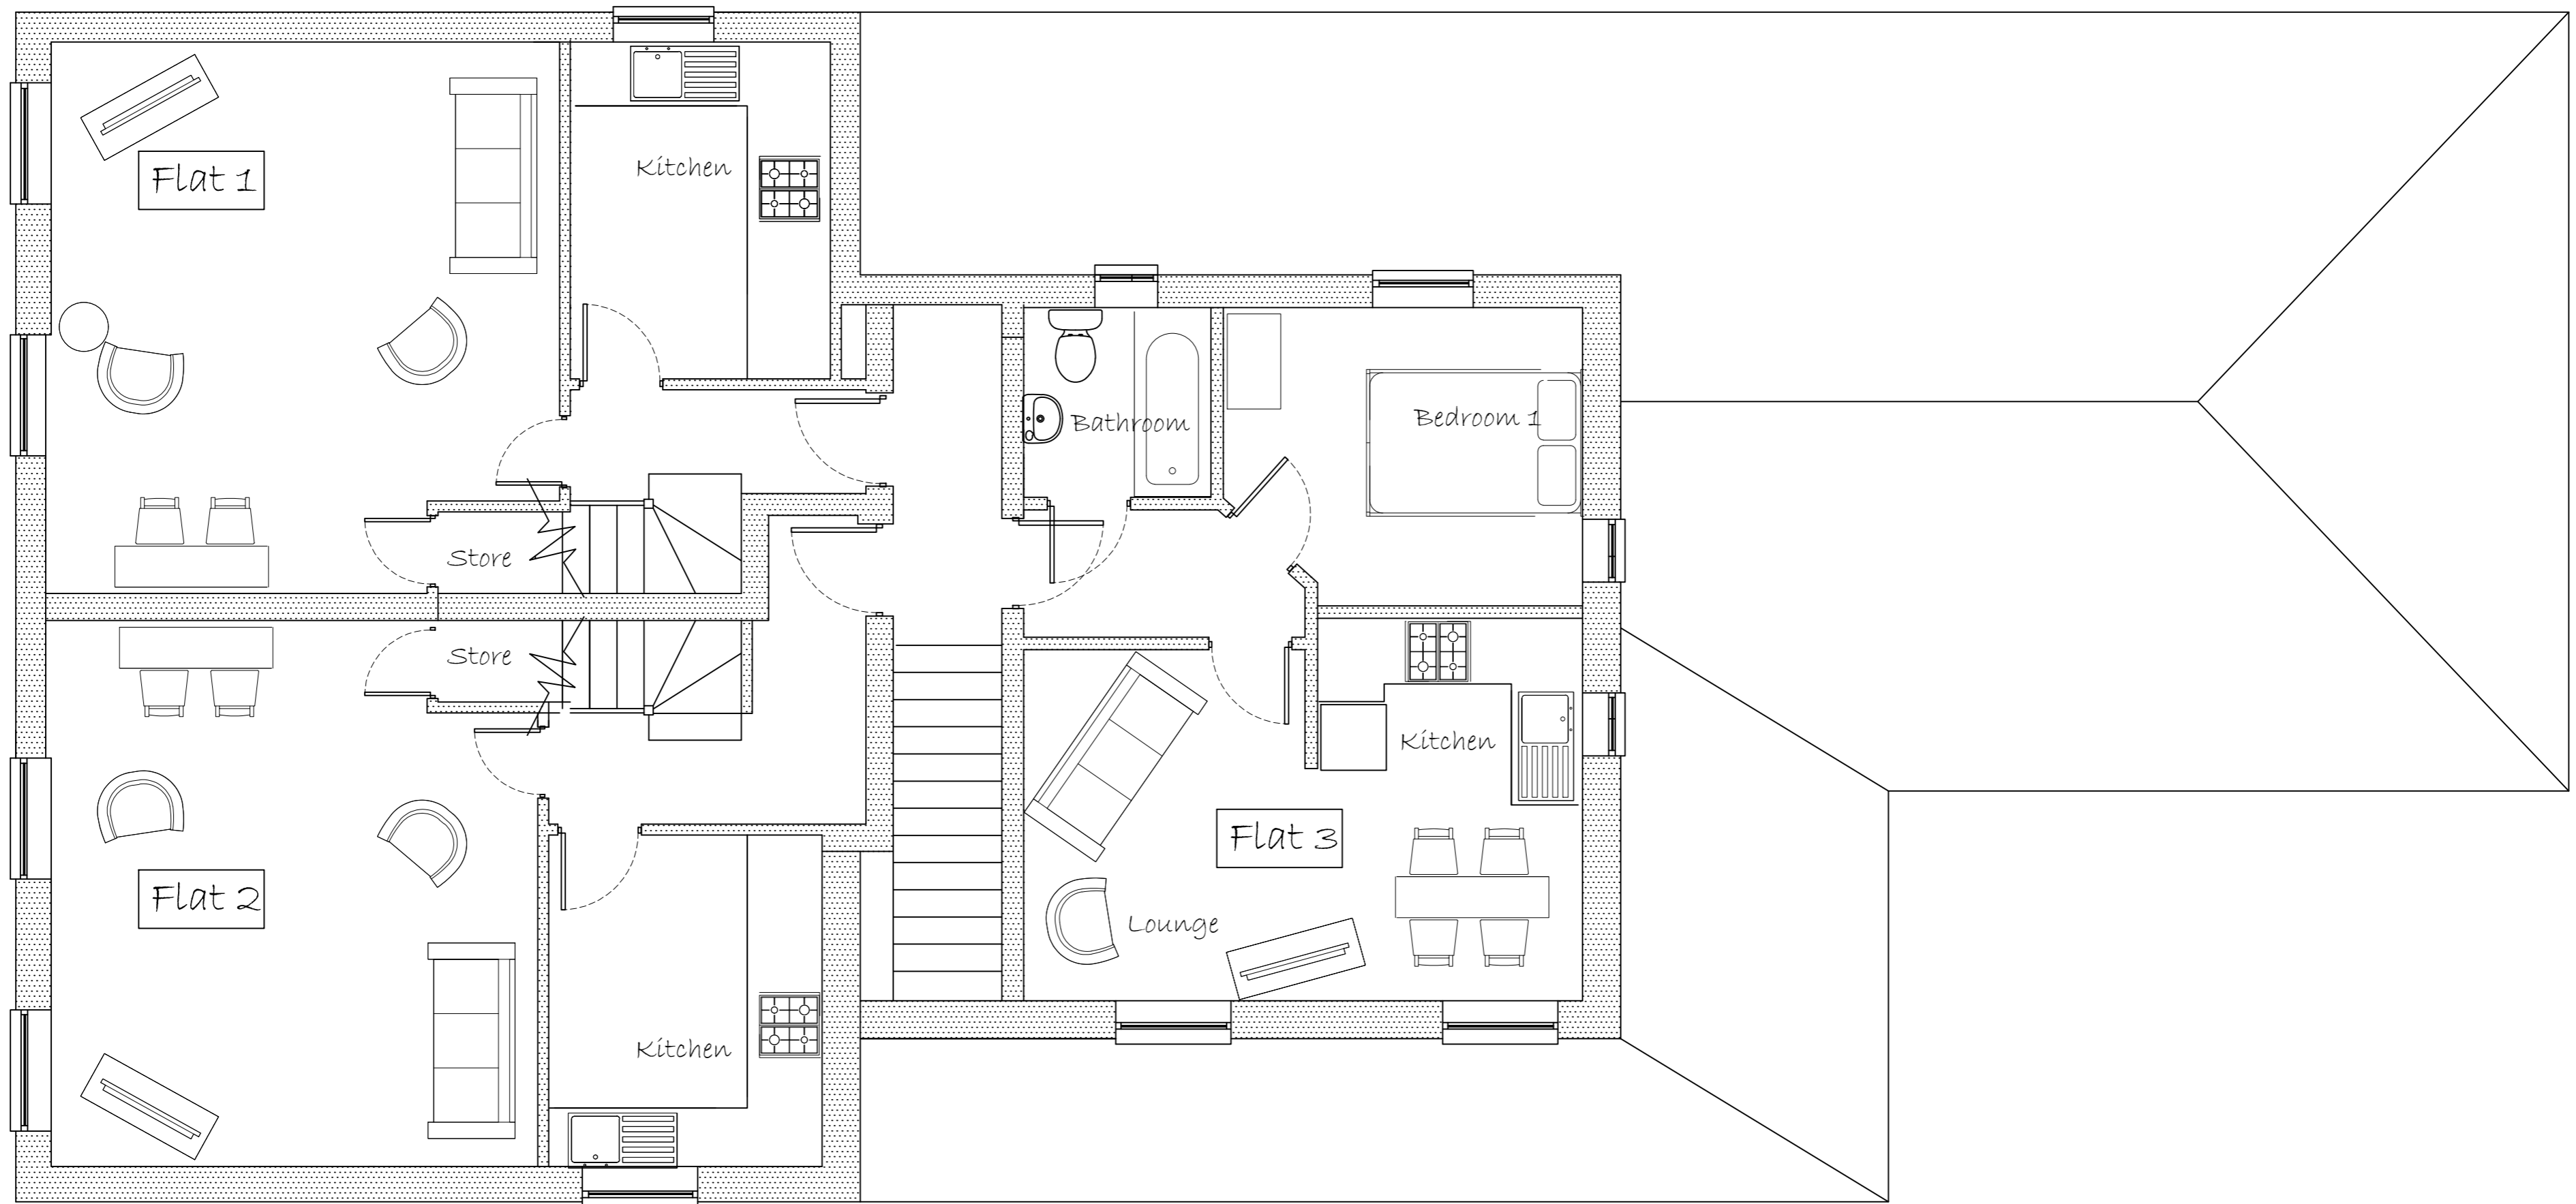 Flat 1
Kitchen
Store
Store
Flat 2
Kitchen
Bathroom
Bedroom 1
Kitchen
Flat 3
Lounge